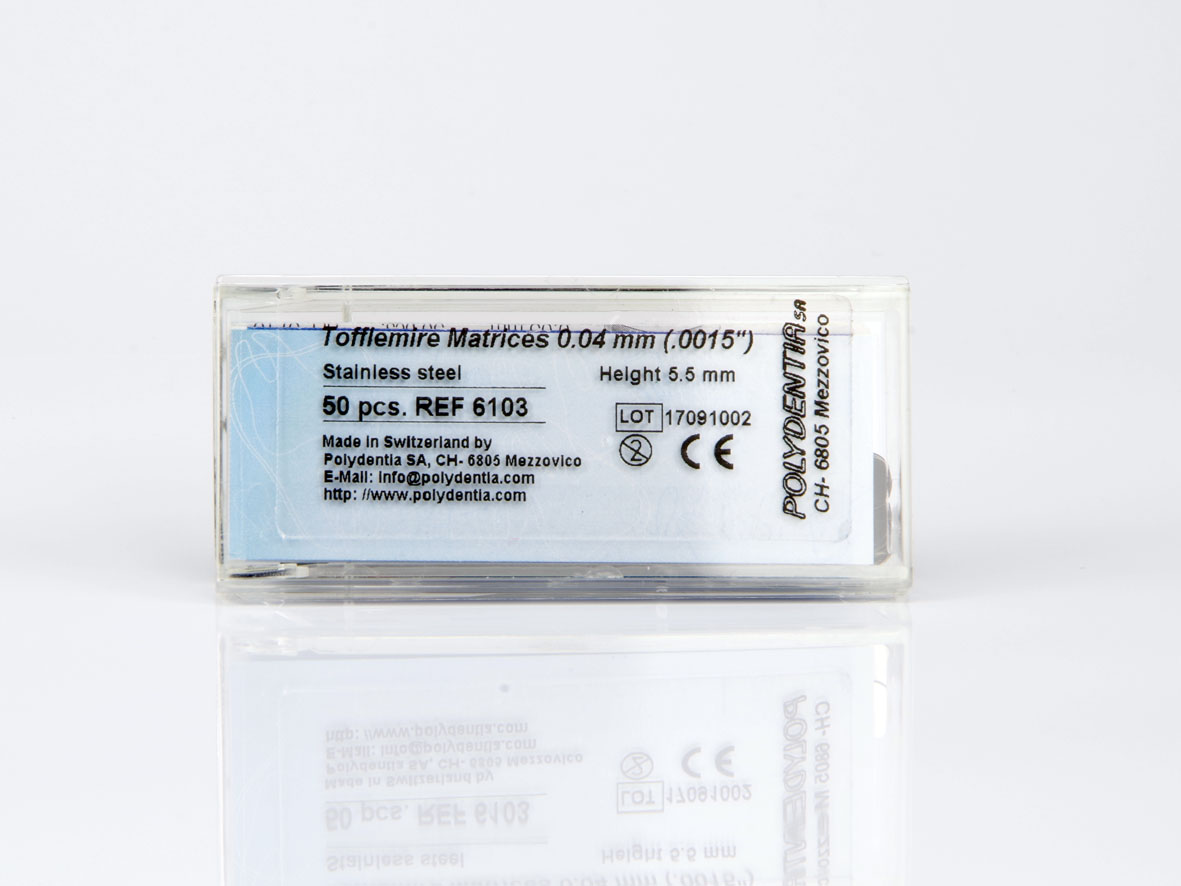 Tofflemire Matrices 0.04 mm (.0015")
Stainless steel
Height 5.5 mm
50 pcs. REF 6103
LOT 17091002
Made in Switzerland by
Polydentia SA, CH- 6805 Mezzovico
E-Mail: info@polydentia.com
http: //www.polydentia.com
2
CE
POLYDENTIA SA
CH- 6805 Mezzovico